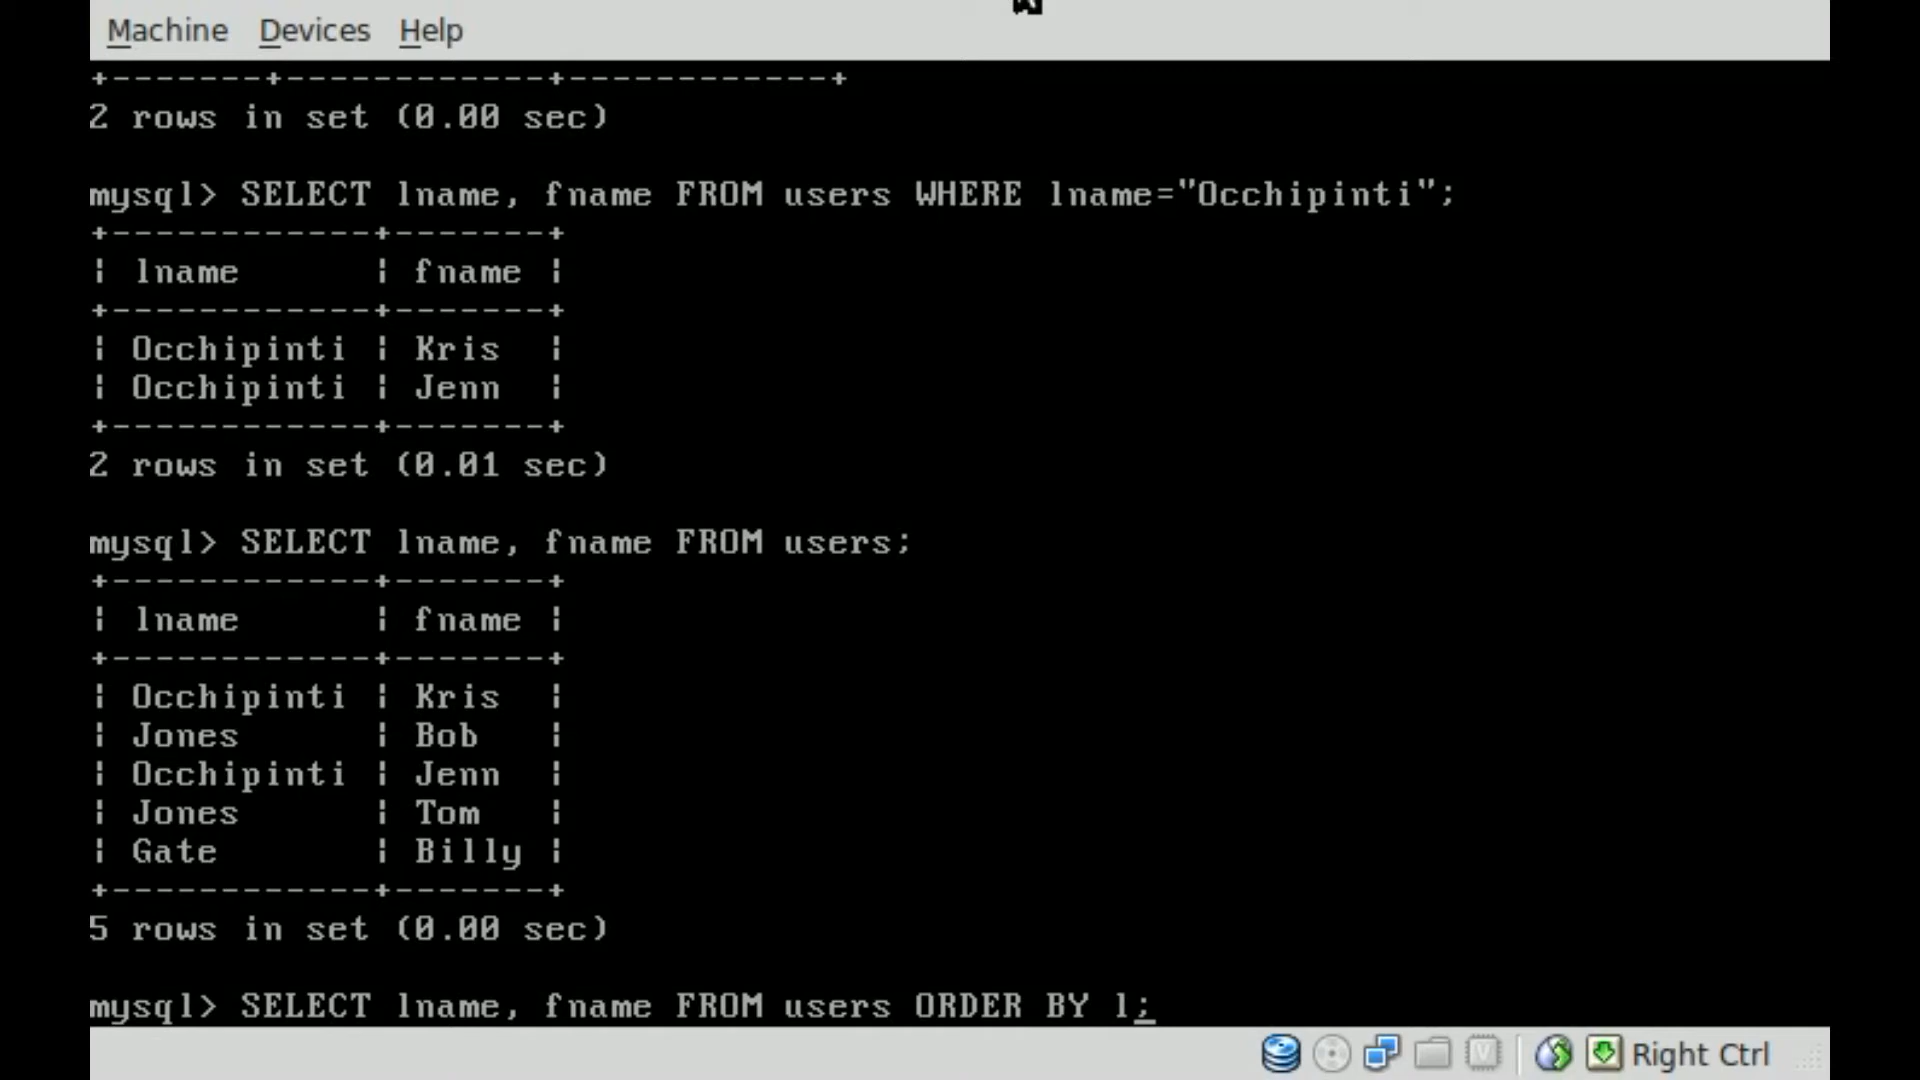 Machine Devices Help
+-------+------------+------------+
2 rows in set (0.00 sec)
mysql> SELECT lname, fname FROM users WHERE lname="Occhipinti";
+------------+-------+
| lname      | fname |
+------------+-------+
| Occhipinti | Kris  |
| Occhipinti | Jenn  |
+------------+-------+
2 rows in set (0.01 sec)
mysql> SELECT lname, fname FROM users;
+------------+-------+
| lname      | fname |
+------------+-------+
| Occhipinti | Kris  |
| Jones      | Bob   |
| Occhipinti | Jenn  |
| Jones      | Tom   |
| Gate       | Billy |
+------------+-------+
5 rows in set (0.00 sec)
mysql> SELECT lname, fname FROM users ORDER BY l;
Right Ctrl